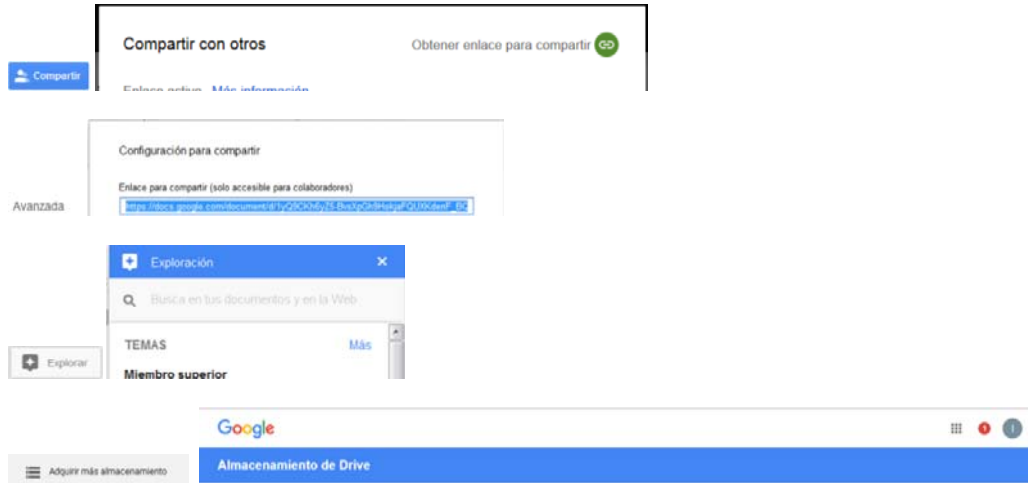 Compartir con otros
Obtener enlace para compartir
Compartir
Enlace activo Más información
Configuración para compartir
Enlace para compartir (solo accesible para colaboradores)
Avanzada
Exploración ×
Busca en tus documentos y en la Web
TEMAS Más
Explorar
Miembro superior
Google
Adquirir más almacenamiento
Almacenamiento de Drive